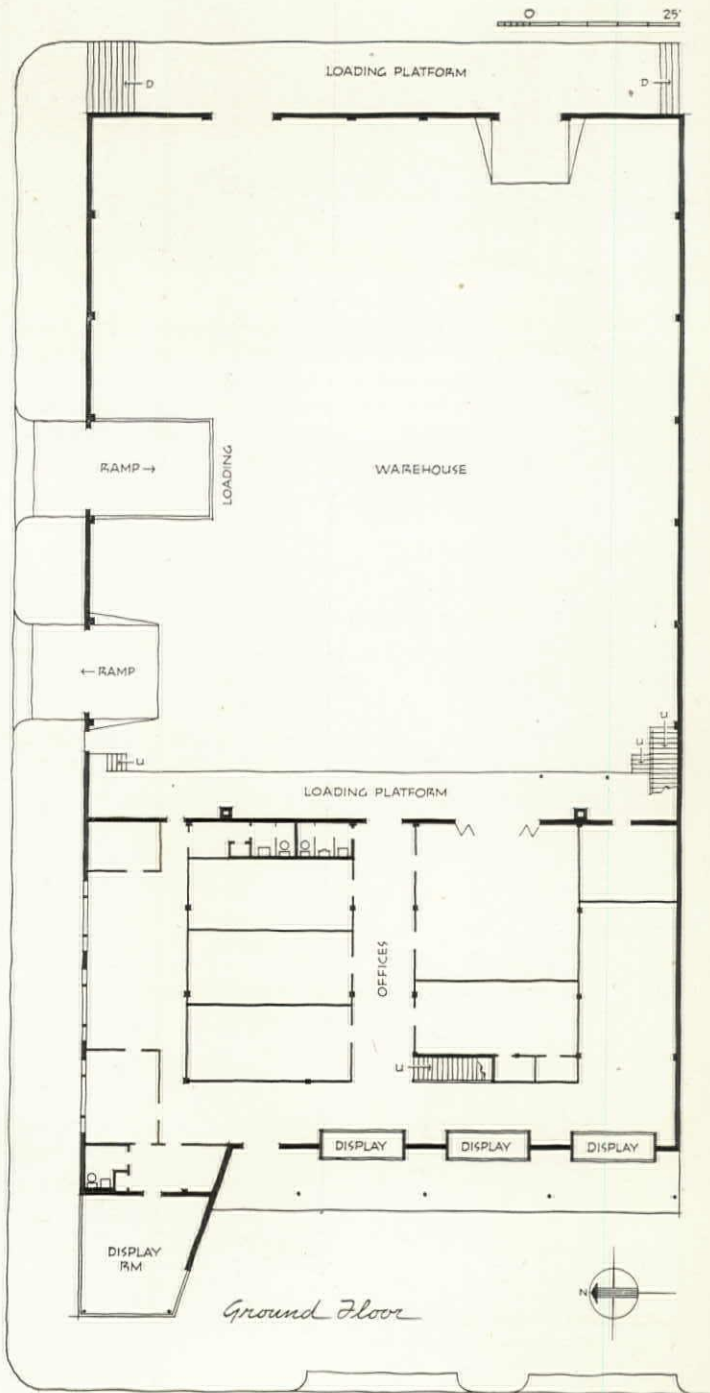 0 25'
LOADING PLATFORM
D
D
RAMP →
LOADING
WAREHOUSE
← RAMP
U
U
U
LOADING PLATFORM
OFFICES
U
DISPLAY
DISPLAY
DISPLAY
DISPLAY
RM
N
Ground Floor